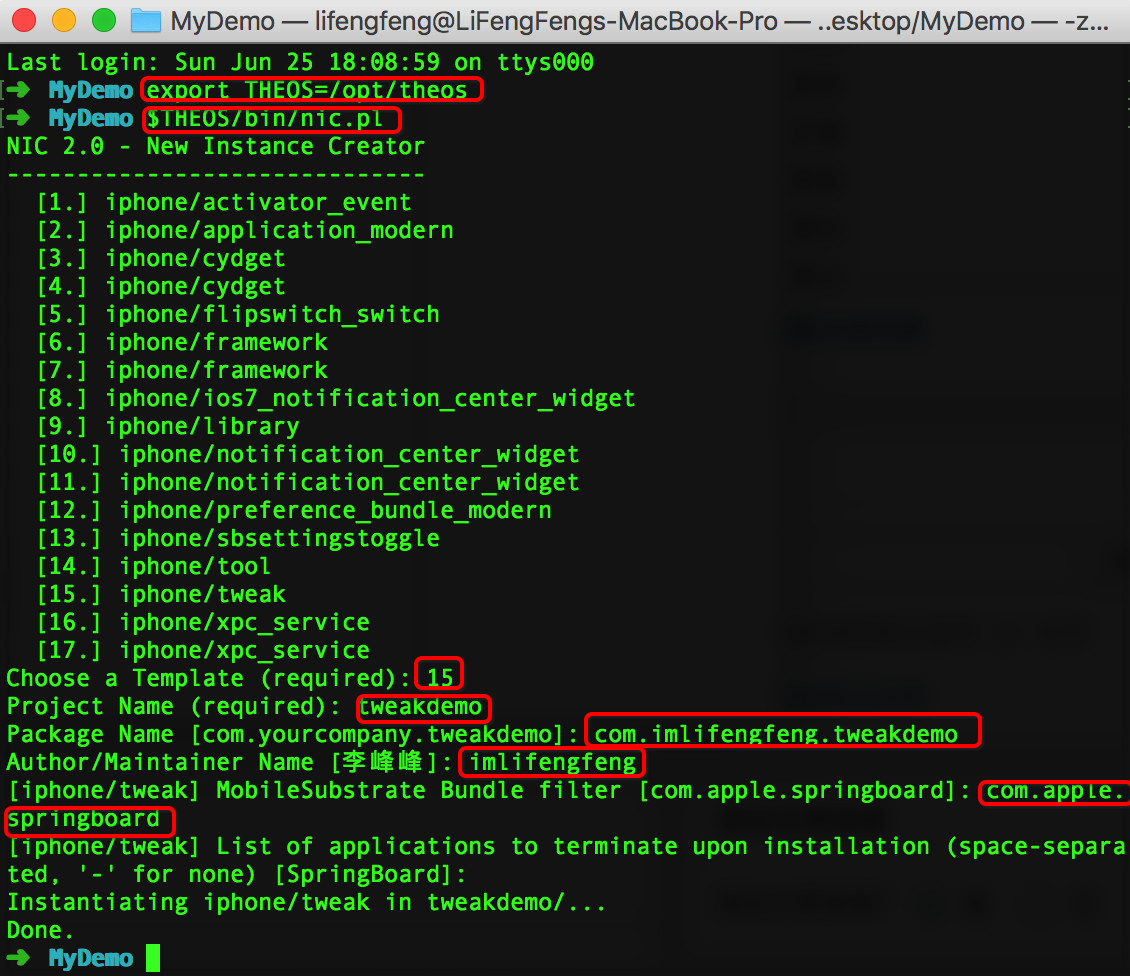 MyDemo — lifengfeng@LiFengFengs-MacBook-Pro — ..esktop/MyDemo — -z...
Last login: Sun Jun 25 18:08:59 on ttys000
[➜  MyDemo export THEOS=/opt/theos
[➜  MyDemo $THEOS/bin/nic.pl
NIC 2.0 - New Instance Creator
------------------------------
  [1.] iphone/activator_event
  [2.] iphone/application_modern
  [3.] iphone/cydget
  [4.] iphone/cydget
  [5.] iphone/flipswitch_switch
  [6.] iphone/framework
  [7.] iphone/framework
  [8.] iphone/ios7_notification_center_widget
  [9.] iphone/library
  [10.] iphone/notification_center_widget
  [11.] iphone/notification_center_widget
  [12.] iphone/preference_bundle_modern
  [13.] iphone/sbsettingstoggle
  [14.] iphone/tool
  [15.] iphone/tweak
  [16.] iphone/xpc_service
  [17.] iphone/xpc_service
Choose a Template (required): 15
Project Name (required): tweakdemo
Package Name [com.yourcompany.tweakdemo]: com.imlifengfeng.tweakdemo
Author/Maintainer Name [李峰峰]: imlifengfeng
[iphone/tweak] MobileSubstrate Bundle filter [com.apple.springboard]: com.apple.
springboard
[iphone/tweak] List of applications to terminate upon installation (space-separa
ted, '-' for none) [SpringBoard]:
Instantiating iphone/tweak in tweakdemo/...
Done.
➜  MyDemo